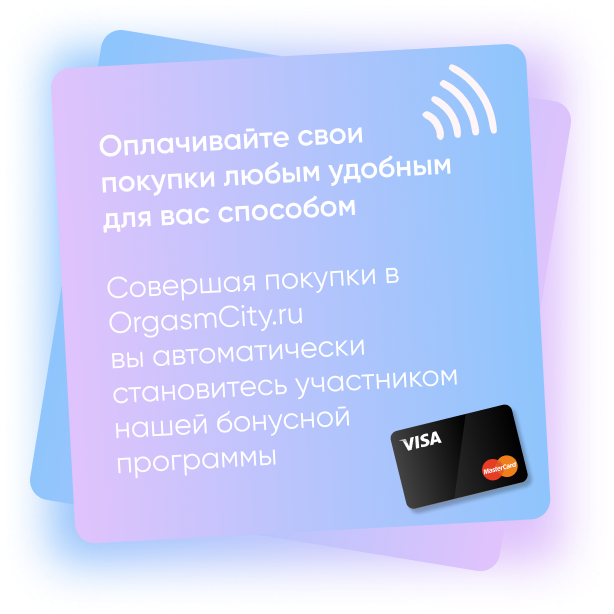 Оплачивайте свои
покупки любым удобным
для вас способом
Совершая покупки в
OrgasmCity.ru
вы автоматически
становитесь участником
нашей бонусной
программы
VISA
MasterCard